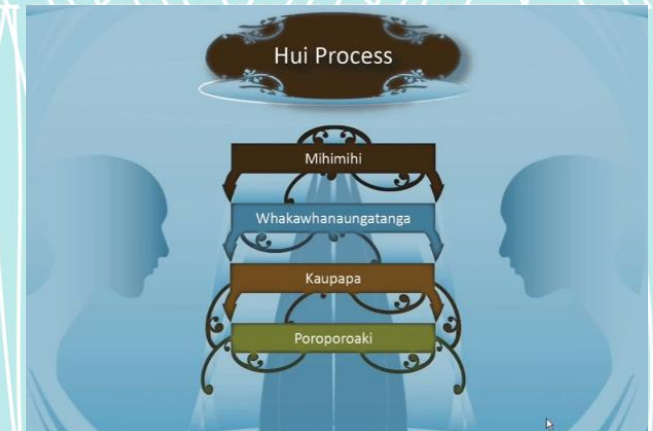 Hui Process
Mihimihi
Whakawhanaungatanga
Kaupapa
Poroporoaki